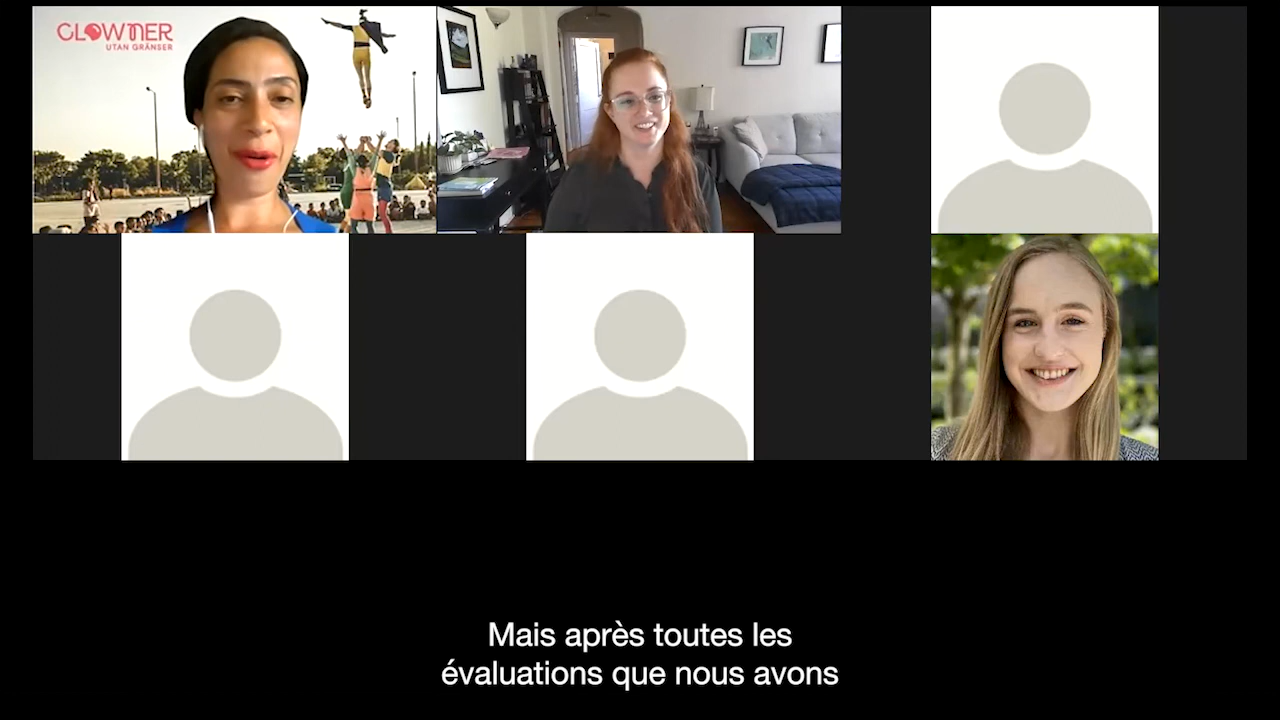 CLOWNER
UTAN GRÄNSER
Mais après toutes les
évaluations que nous avons